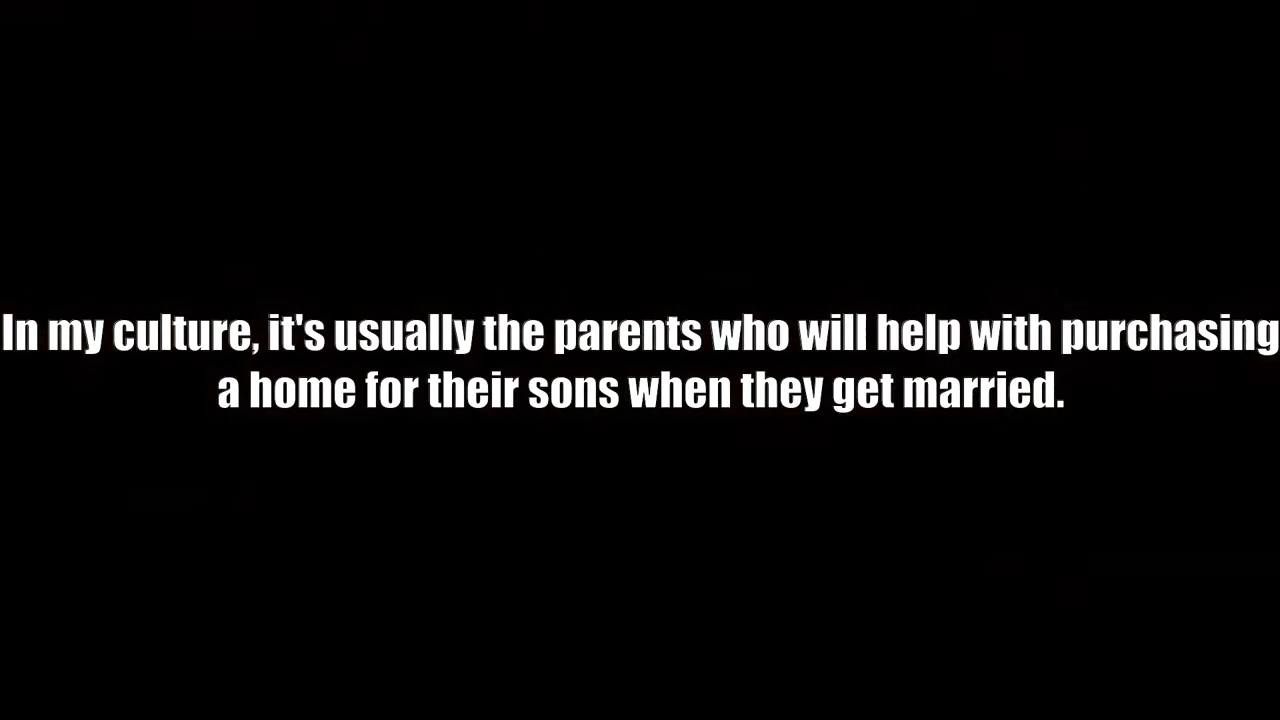 In my culture, it's usually the parents who will help with purchasing
a home for their sons when they get married.